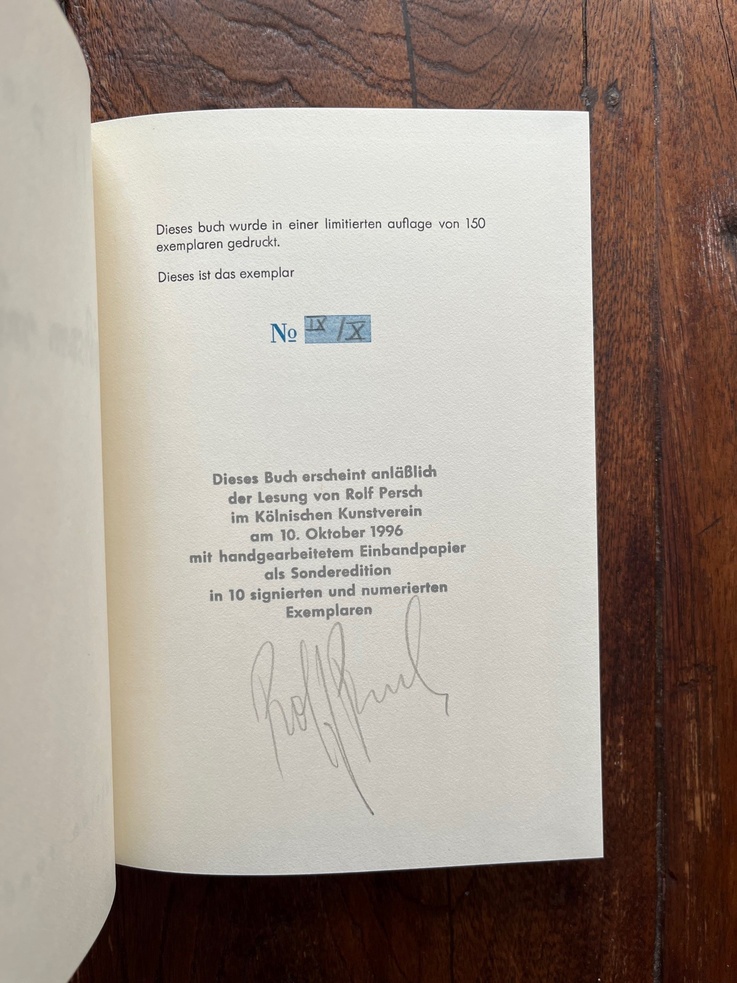 Dieses buch wurde in einer limitierten auflage von 150
exemplaren gedruckt.
Dieses ist das exemplar
No IX/X
Dieses Buch erscheint anläßlich
der Lesung von Rolf Persch
im Kölnischen Kunstverein
am 10. Oktober 1996
mit handgearbeitetem Einbandpapier
als Sonderedition
in 10 signierten und numerierten
Exemplaren
Rolf Persch